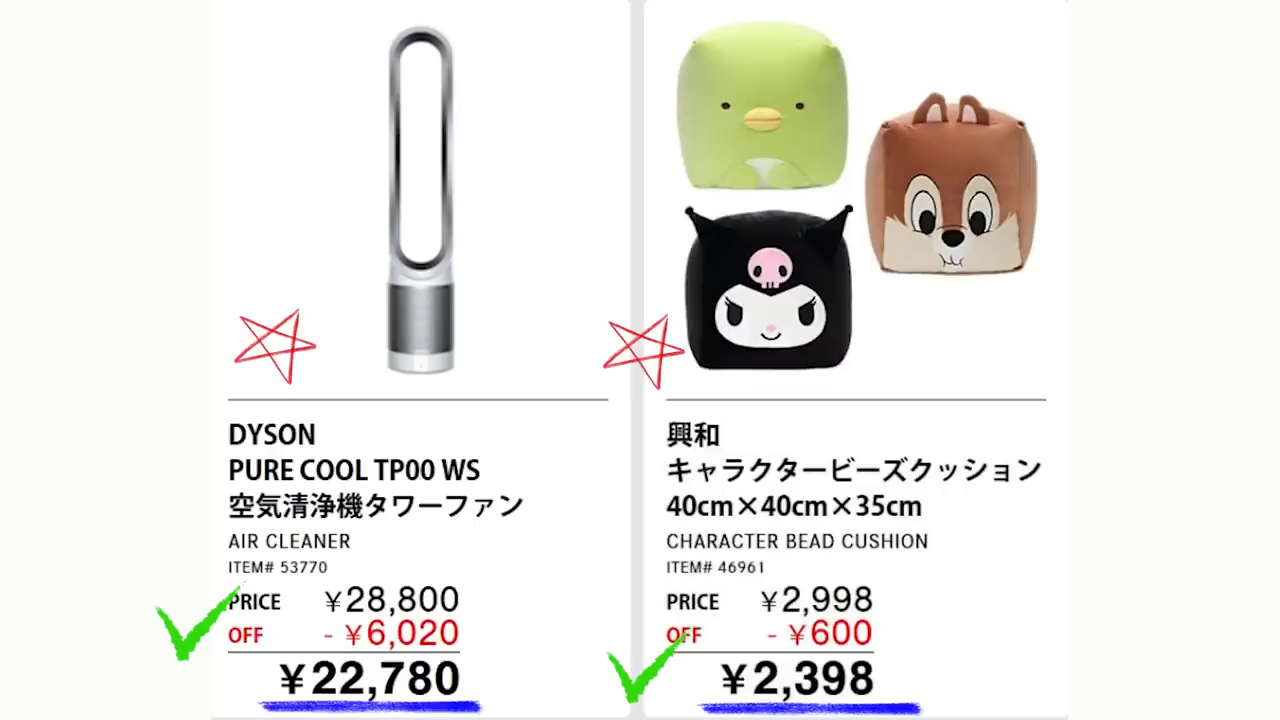 DYSON
PURE COOL TP00 WS
空気清浄機タワーファン
AIR CLEANER
ITEM# 53770
PRICE ¥28,800
OFF - ¥6,020
¥22,780
興和
キャラクタービーズクッション
40cm×40cm×35cm
CHARACTER BEAD CUSHION
ITEM# 46961
PRICE ¥2,998
OFF - ¥600
¥2,398